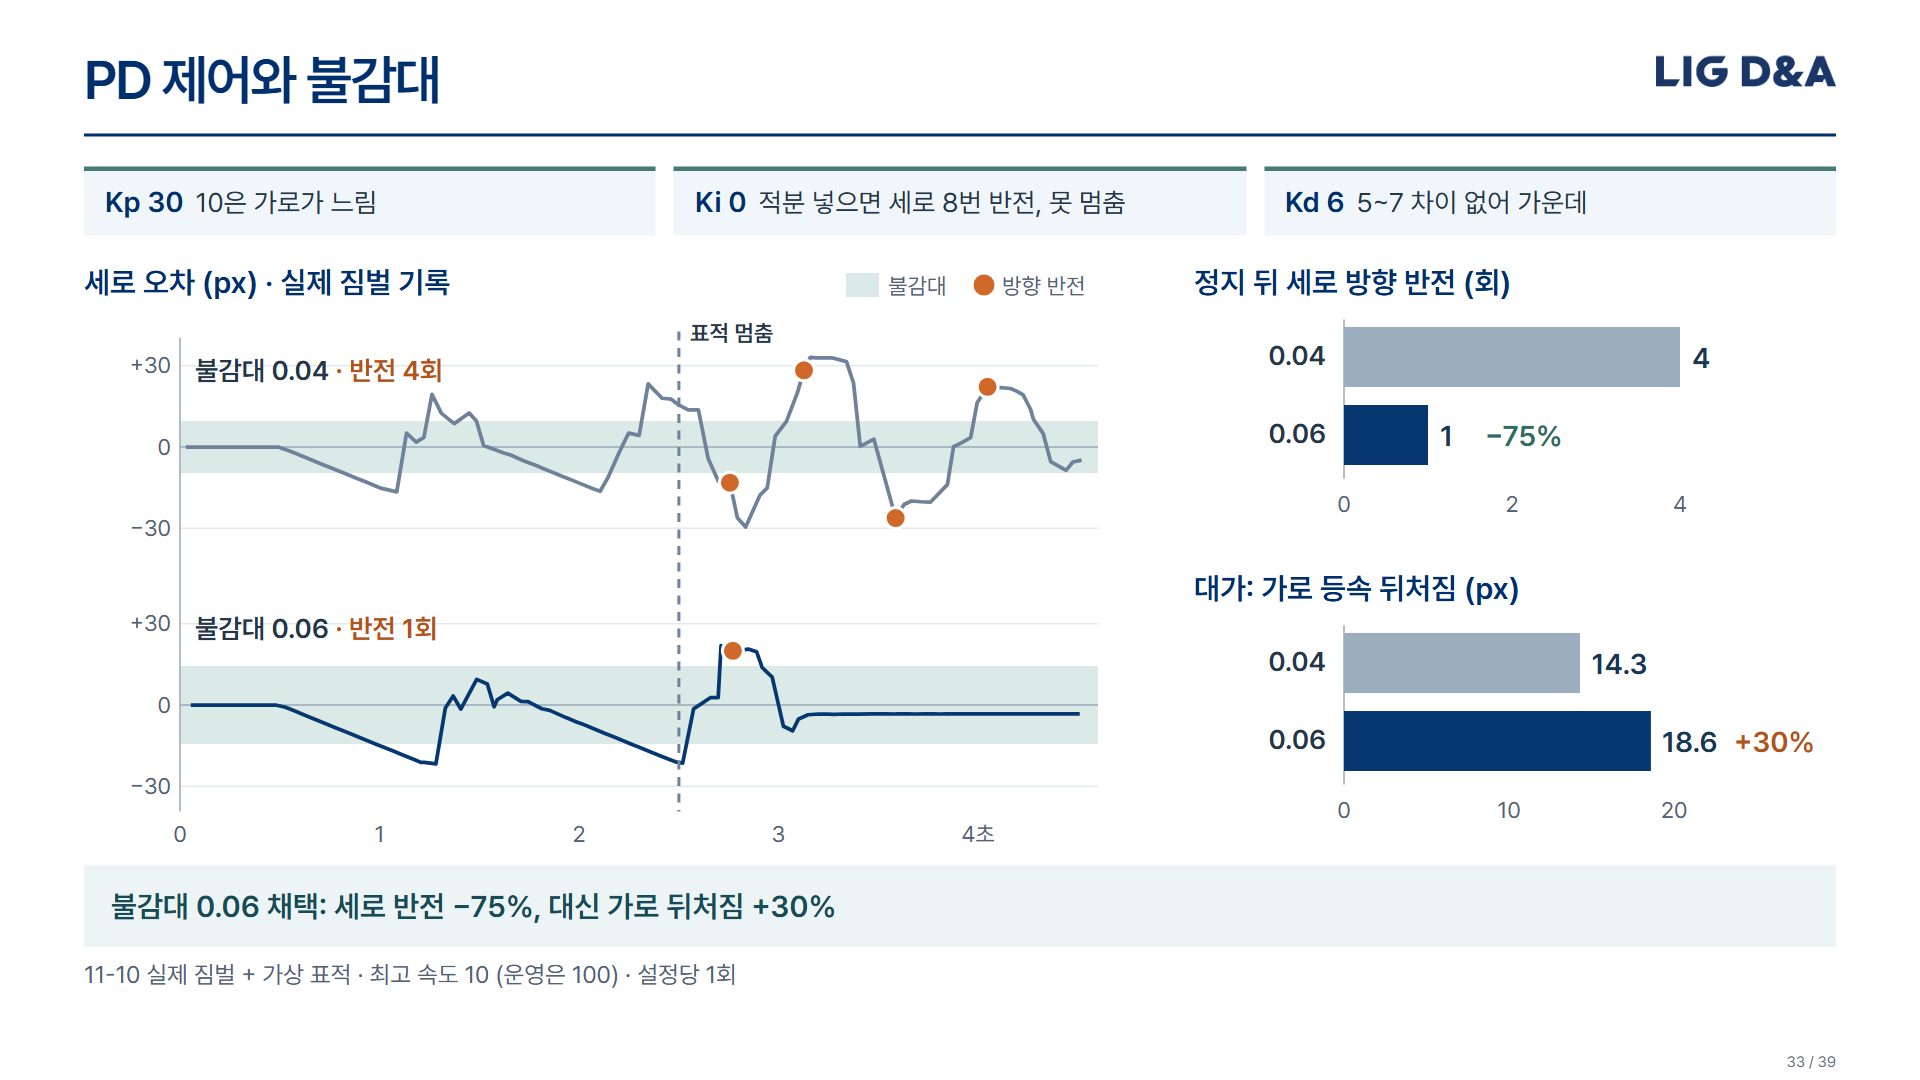 PD 제어와 불감대
LIG D&A
Kp 30 10은 가로가 느림
Ki 0 적분 넣으면 세로 8번 반전, 못 멈춤
Kd 6 5~7 차이 없어 가운데
세로 오차 (px) · 실제 짐벌 기록
불감대
방향 반전
표적 멈춤
불감대 0.04 · 반전 4회
+30
0
−30
불감대 0.06 · 반전 1회
+30
0
−30
0 1 2 3 4초
정지 뒤 세로 방향 반전 (회)
0.04 4
0.06 1 −75%
0 2 4
대가: 가로 등속 뒤처짐 (px)
0.04 14.3
0.06 18.6 +30%
0 10 20
불감대 0.06 채택: 세로 반전 −75%, 대신 가로 뒤처짐 +30%
11-10 실제 짐벌 + 가상 표적 · 최고 속도 10 (운영은 100) · 설정당 1회
33 / 39